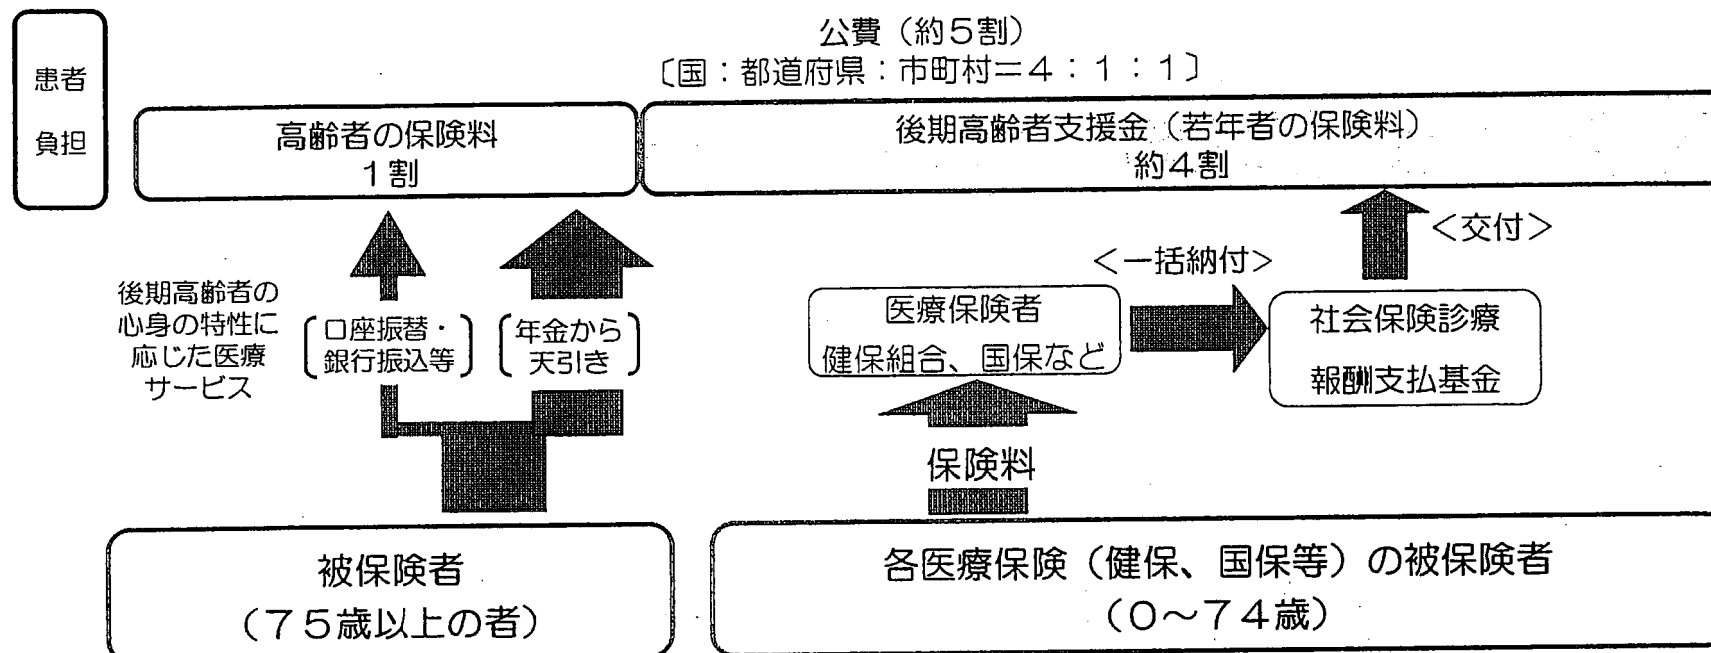 公費（約５割）
〔国：都道府県：市町村＝４：１：１〕
患者
負担
高齢者の保険料
１割
後期高齢者支援金（若年者の保険料）
約４割
＜交付＞
＜一括納付＞
後期高齢者の
心身の特性に
応じた医療
サービス
口座振替・
銀行振込等
年金から
天引き
医療保険者
健保組合、国保など
社会保険診療
報酬支払基金
保険料
被保険者
（７５歳以上の者）
各医療保険（健保、国保等）の被保険者
（０～７４歳）